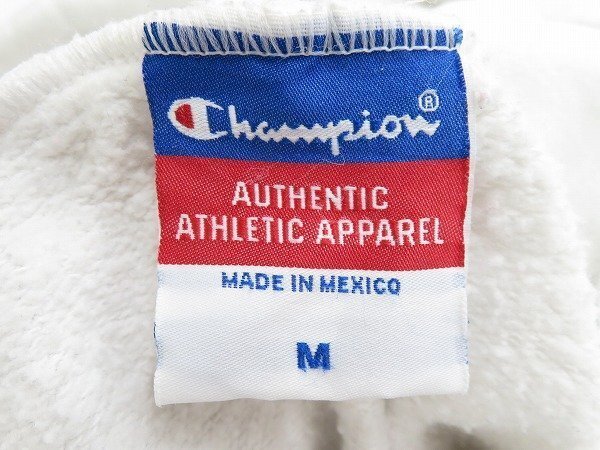 Champion®
AUTHENTIC
ATHLETIC APPAREL
MADE IN MEXICO
M